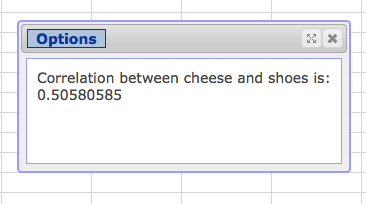 Options
Correlation between cheese and shoes is:
0.50580585